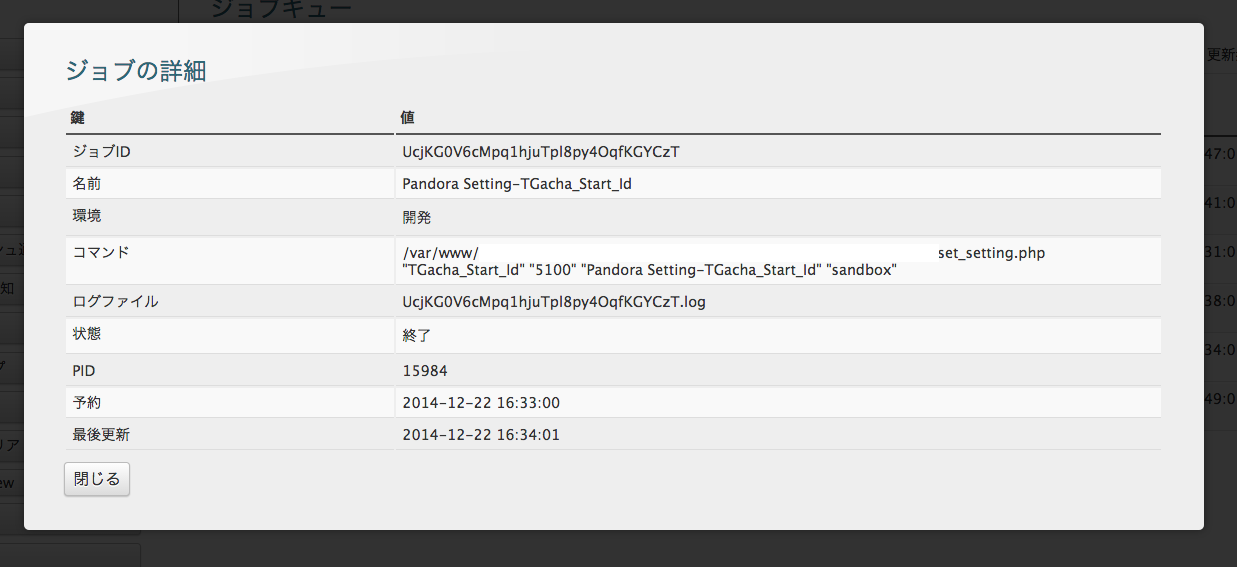 ジョブキュー
更新
ジョブの詳細
鍵 値
ジョブID UcjKG0V6cMpq1hjuTpl8py4OqfKGYCzT
名前 Pandora Setting-TGacha_Start_Id
環境 開発
コマンド /var/www/ set_setting.php
"TGacha_Start_Id" "5100" "Pandora Setting-TGacha_Start_Id" "sandbox"
ログファイル UcjKG0V6cMpq1hjuTpl8py4OqfKGYCzT.log
状態 終了
PID 15984
予約 2014-12-22 16:33:00
最後更新 2014-12-22 16:34:01
閉じる
47:0
41:0
31:0
38:0
34:0
49:0
知
リア
ew